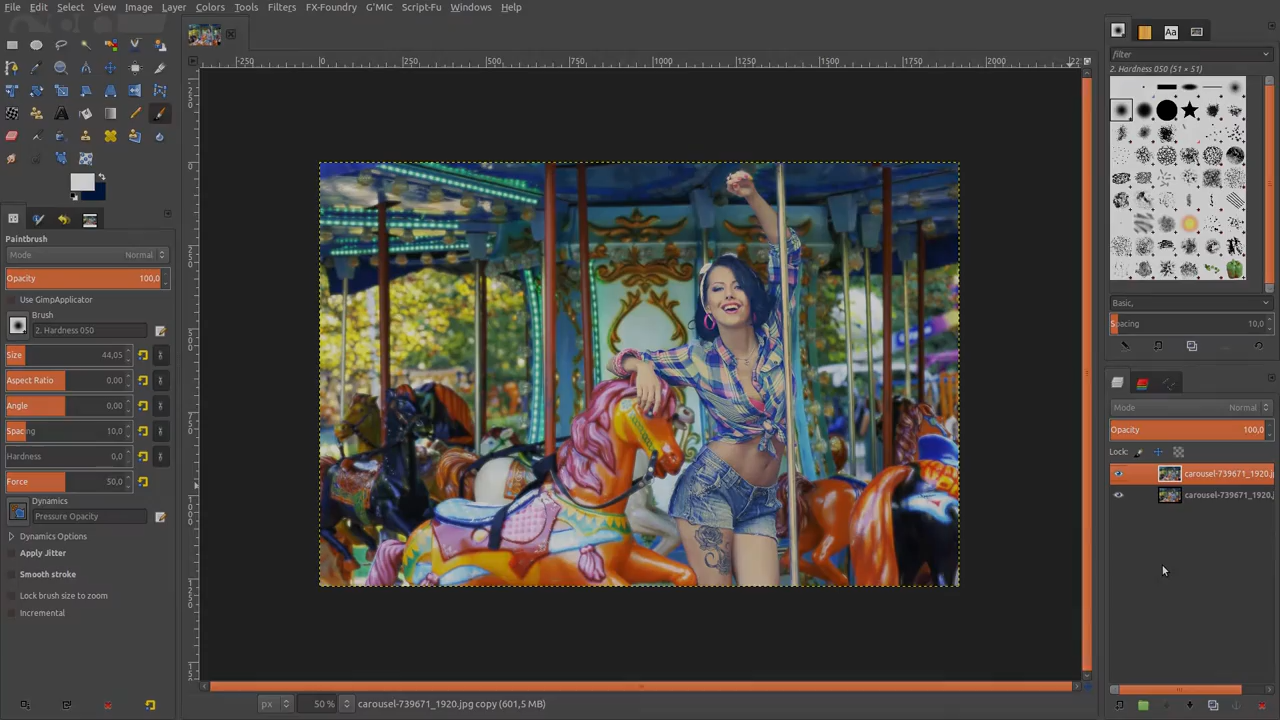 File Edit Select View Image Layer Colors Tools Filters FX-Foundry G'MIC Script-Fu Windows Help
-250 0 250 500 750 1000 1250 1500 1750 2000
Paintbrush
Mode Normal
Opacity 100,0
Use GimpApplicator
Brush
2. Hardness 050
Size 44,05
Aspect Ratio 0,00
Angle 0,00
Spacing 10,0
Hardness 0,0
Force 50,0
Dynamics
Pressure Opacity
Dynamics Options
Apply Jitter
Smooth stroke
Lock brush size to zoom
Incremental
px 50 % carousel-739671_1920.jpg copy (601,5 MB)
Aa
filter
2. Hardness 050 (51 × 51)
Basic,
Spacing 10,0
Mode Normal
Opacity 100,0
Lock:
carousel-739671_1920.j
carousel-739671_1920.